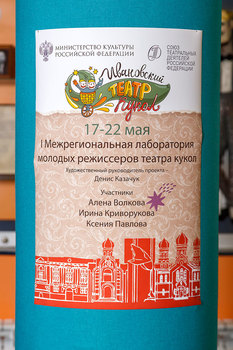 МИНИСТЕРСТВО КУЛЬТУРЫ
РОССИЙСКОЙ ФЕДЕРАЦИИ
СОЮЗ
ТЕАТРАЛЬНЫХ
ДЕЯТЕЛЕЙ
РОССИЙСКОЙ
ФЕДЕРАЦИИ
Ивановский
ТЕАТР
кукол
17-22 мая
I Межрегиональная лаборатория
молодых режиссеров театра кукол
Художественный руководитель проекта –
Денис Казачук
Участники
Алена Волкова
Ирина Криворукова
Ксения Павлова